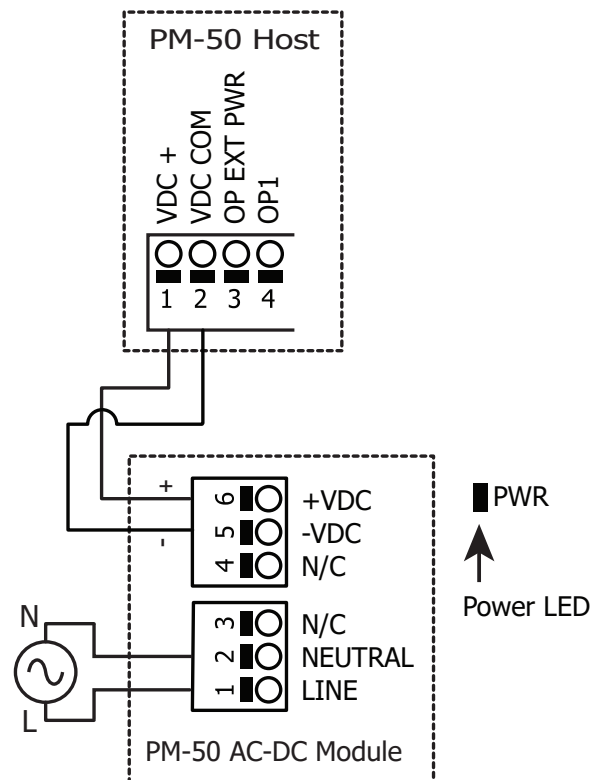 PM-50 Host
VDC +
VDC COM
OP EXT PWR
OP1
1 2 3 4
+
6 +VDC
5 -VDC
-
4 N/C
PWR
Power LED
N
3 N/C
2 NEUTRAL
1 LINE
L
PM-50 AC-DC Module